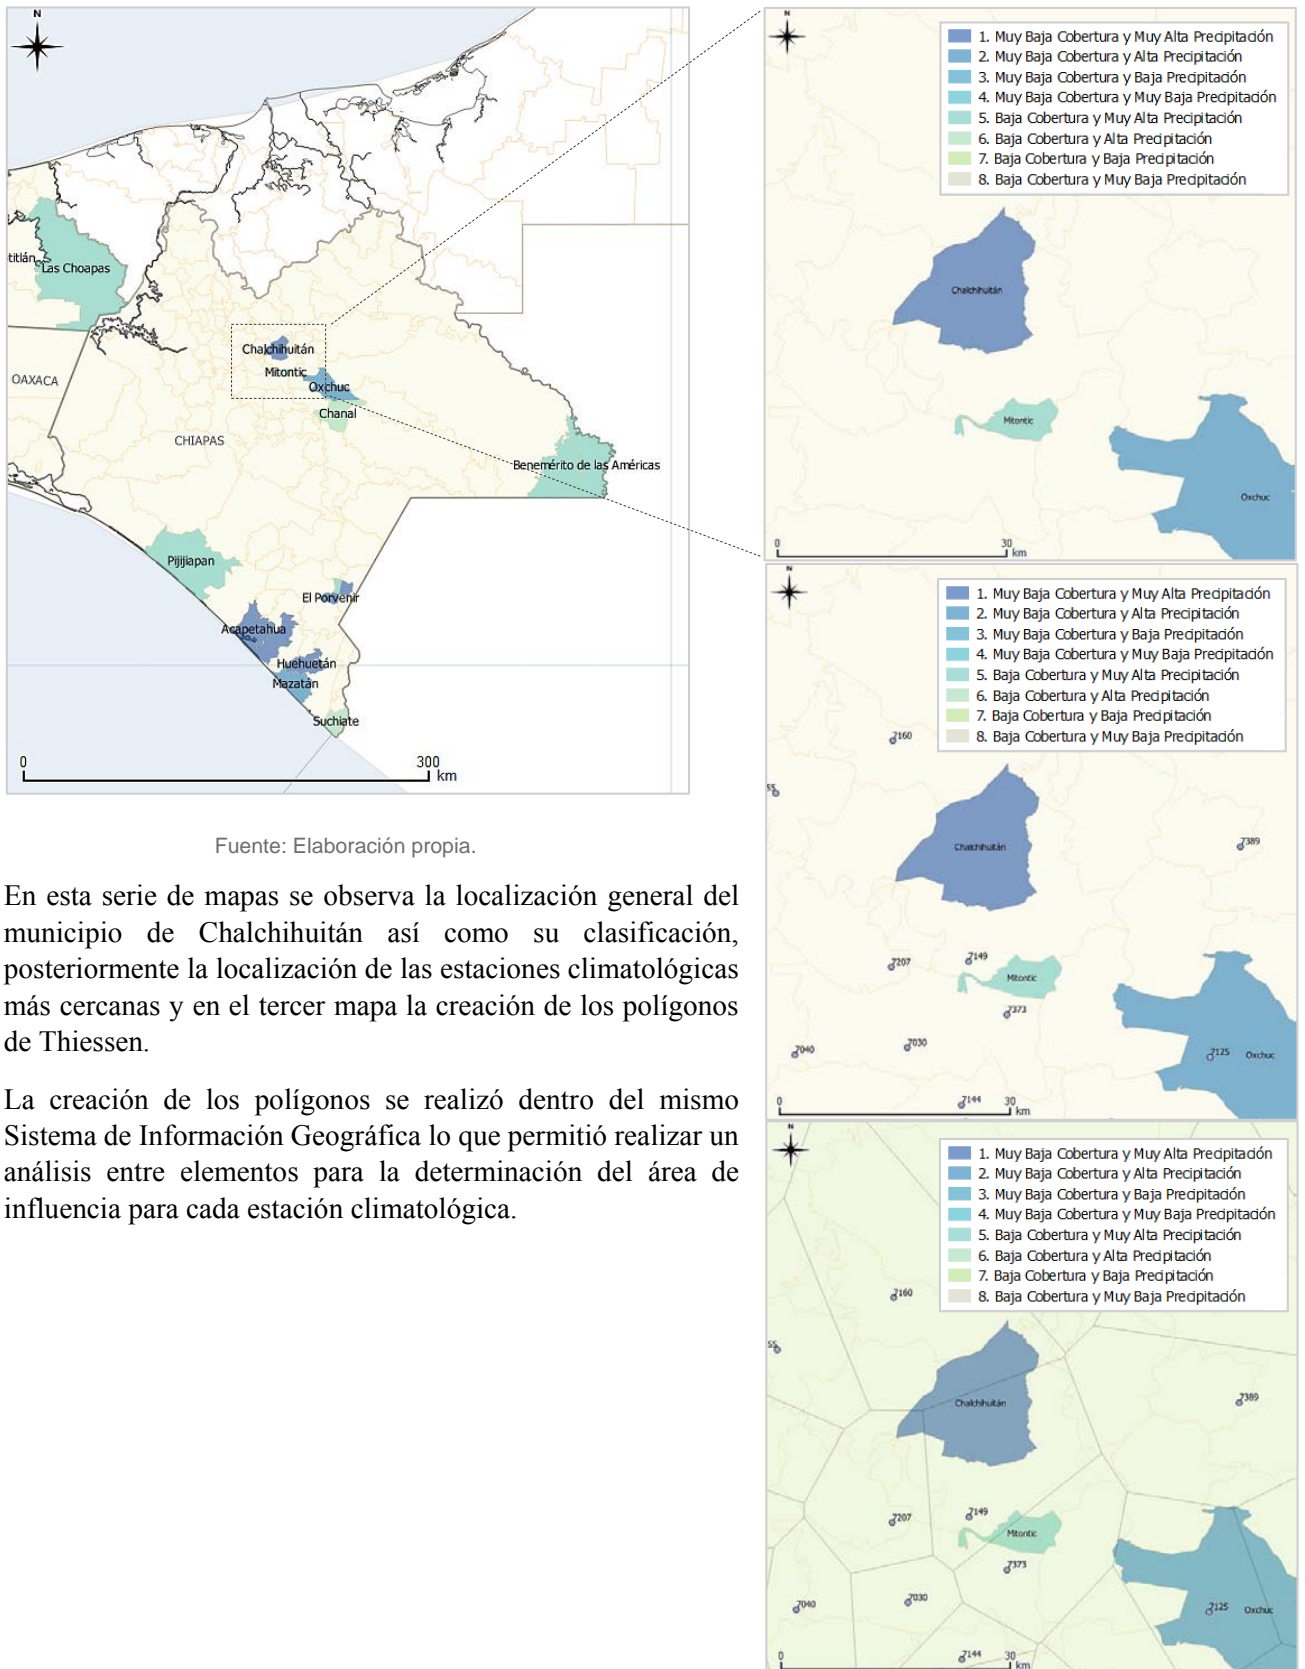 N
titlán
Las Choapas
OAXACA
Chalchihuitán
Mitontic
Oxchuc
Chanal
CHIAPAS
Benemérito de las Américas
Pijijiapan
El Porvenir
Acapetahua
Huehuetán
Mazatán
Suchiate
0 300
km
Fuente: Elaboración propia.
En esta serie de mapas se observa la localización general del
municipio de Chalchihuitán así como su clasificación,
posteriormente la localización de las estaciones climatológicas
más cercanas y en el tercer mapa la creación de los polígonos
de Thiessen.
La creación de los polígonos se realizó dentro del mismo
Sistema de Información Geográfica lo que permitió realizar un
análisis entre elementos para la determinación del área de
influencia para cada estación climatológica.
N
1. Muy Baja Cobertura y Muy Alta Precipitación
2. Muy Baja Cobertura y Alta Precipitación
3. Muy Baja Cobertura y Baja Precipitación
4. Muy Baja Cobertura y Muy Baja Precipitación
5. Baja Cobertura y Muy Alta Precipitación
6. Baja Cobertura y Alta Precipitación
7. Baja Cobertura y Baja Precipitación
8. Baja Cobertura y Muy Baja Precipitación
Chalchihuitán
Mitontic
Oxchuc
0 30
km
N
1. Muy Baja Cobertura y Muy Alta Precipitación
2. Muy Baja Cobertura y Alta Precipitación
3. Muy Baja Cobertura y Baja Precipitación
4. Muy Baja Cobertura y Muy Baja Precipitación
5. Baja Cobertura y Muy Alta Precipitación
6. Baja Cobertura y Alta Precipitación
7. Baja Cobertura y Baja Precipitación
8. Baja Cobertura y Muy Baja Precipitación
7160
55
Chalchihuitán
7389
7207
7149
Mitontic
7373
7040
7030
7125 Oxchuc
7144
0 30
km
N
1. Muy Baja Cobertura y Muy Alta Precipitación
2. Muy Baja Cobertura y Alta Precipitación
3. Muy Baja Cobertura y Baja Precipitación
4. Muy Baja Cobertura y Muy Baja Precipitación
5. Baja Cobertura y Muy Alta Precipitación
6. Baja Cobertura y Alta Precipitación
7. Baja Cobertura y Baja Precipitación
8. Baja Cobertura y Muy Baja Precipitación
7160
55
Chalchihuitán
7389
7207
7149
Mitontic
7373
7040
7030
7125 Oxchuc
7144
0 30
km